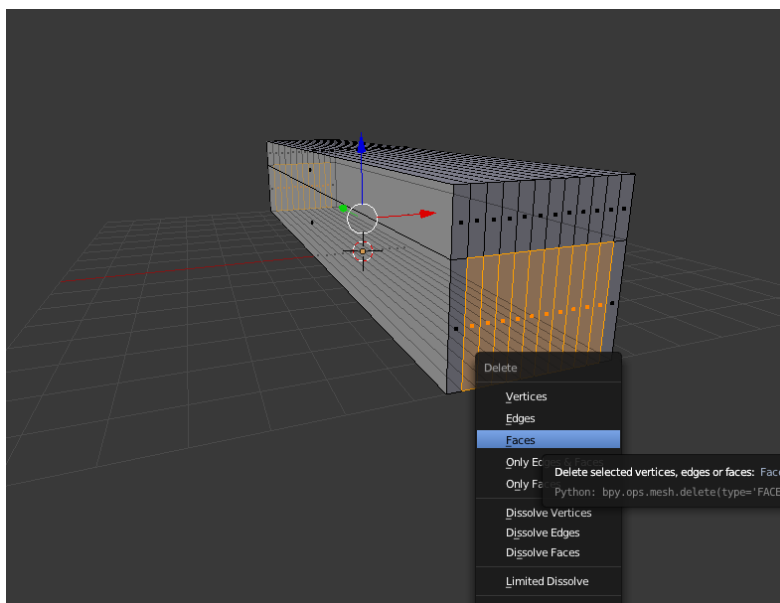 Delete
Vertices
Edges
Faces
Only Edges & Faces
Only Fac
Delete selected vertices, edges or faces: Fac
Python: bpy.ops.mesh.delete(type='FACE
Dissolve Vertices
Dissolve Edges
Dissolve Faces
Limited Dissolve